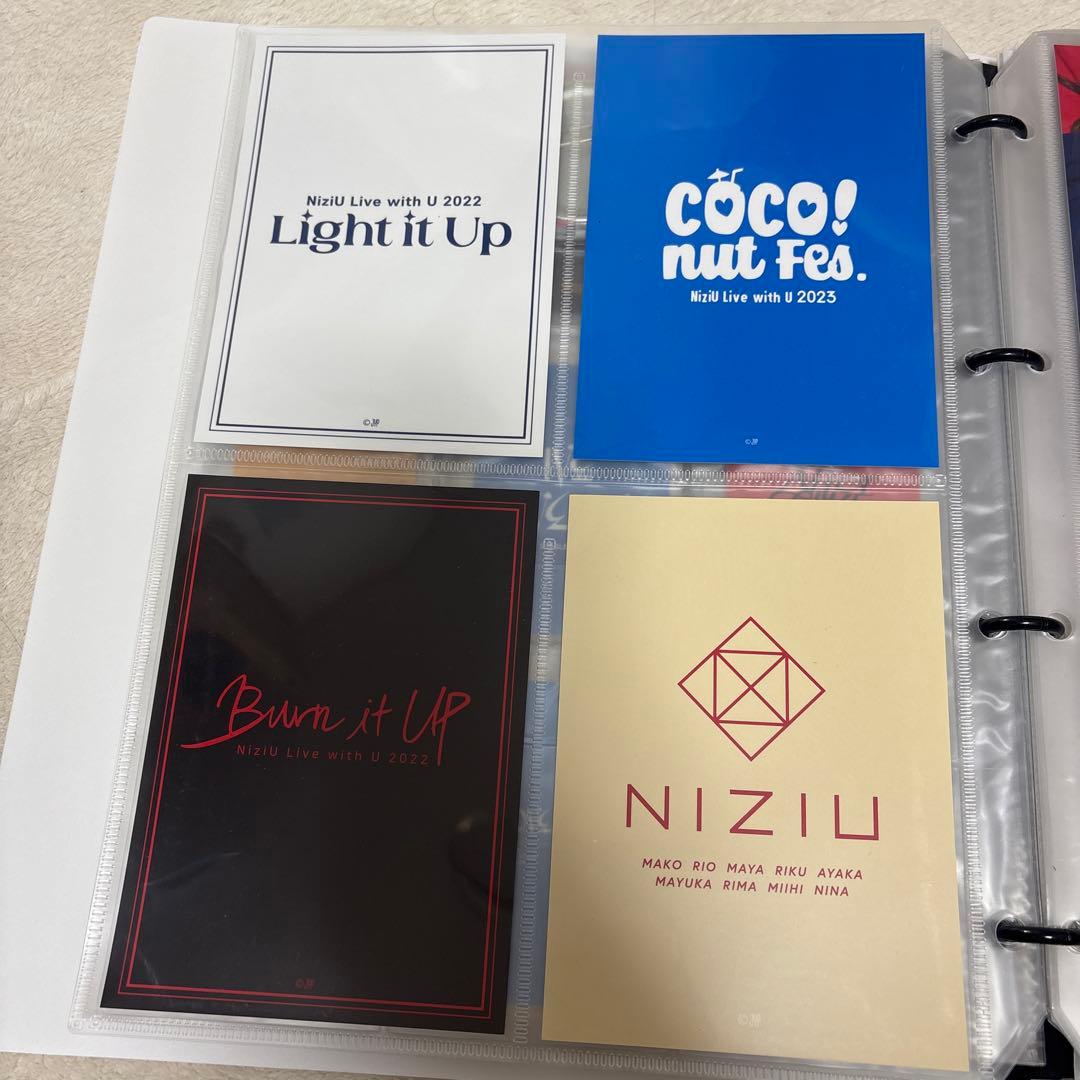 NiziU Live with U 2022
Light it Up
COCO!
nut Fes.
NiziU Live with U 2023
Burn it UP
NiziU Live with U 2022
NIZIU
MAKO RIO MAYA RIKU AYAKA
MAYUKA RIMA MIIHI NINA